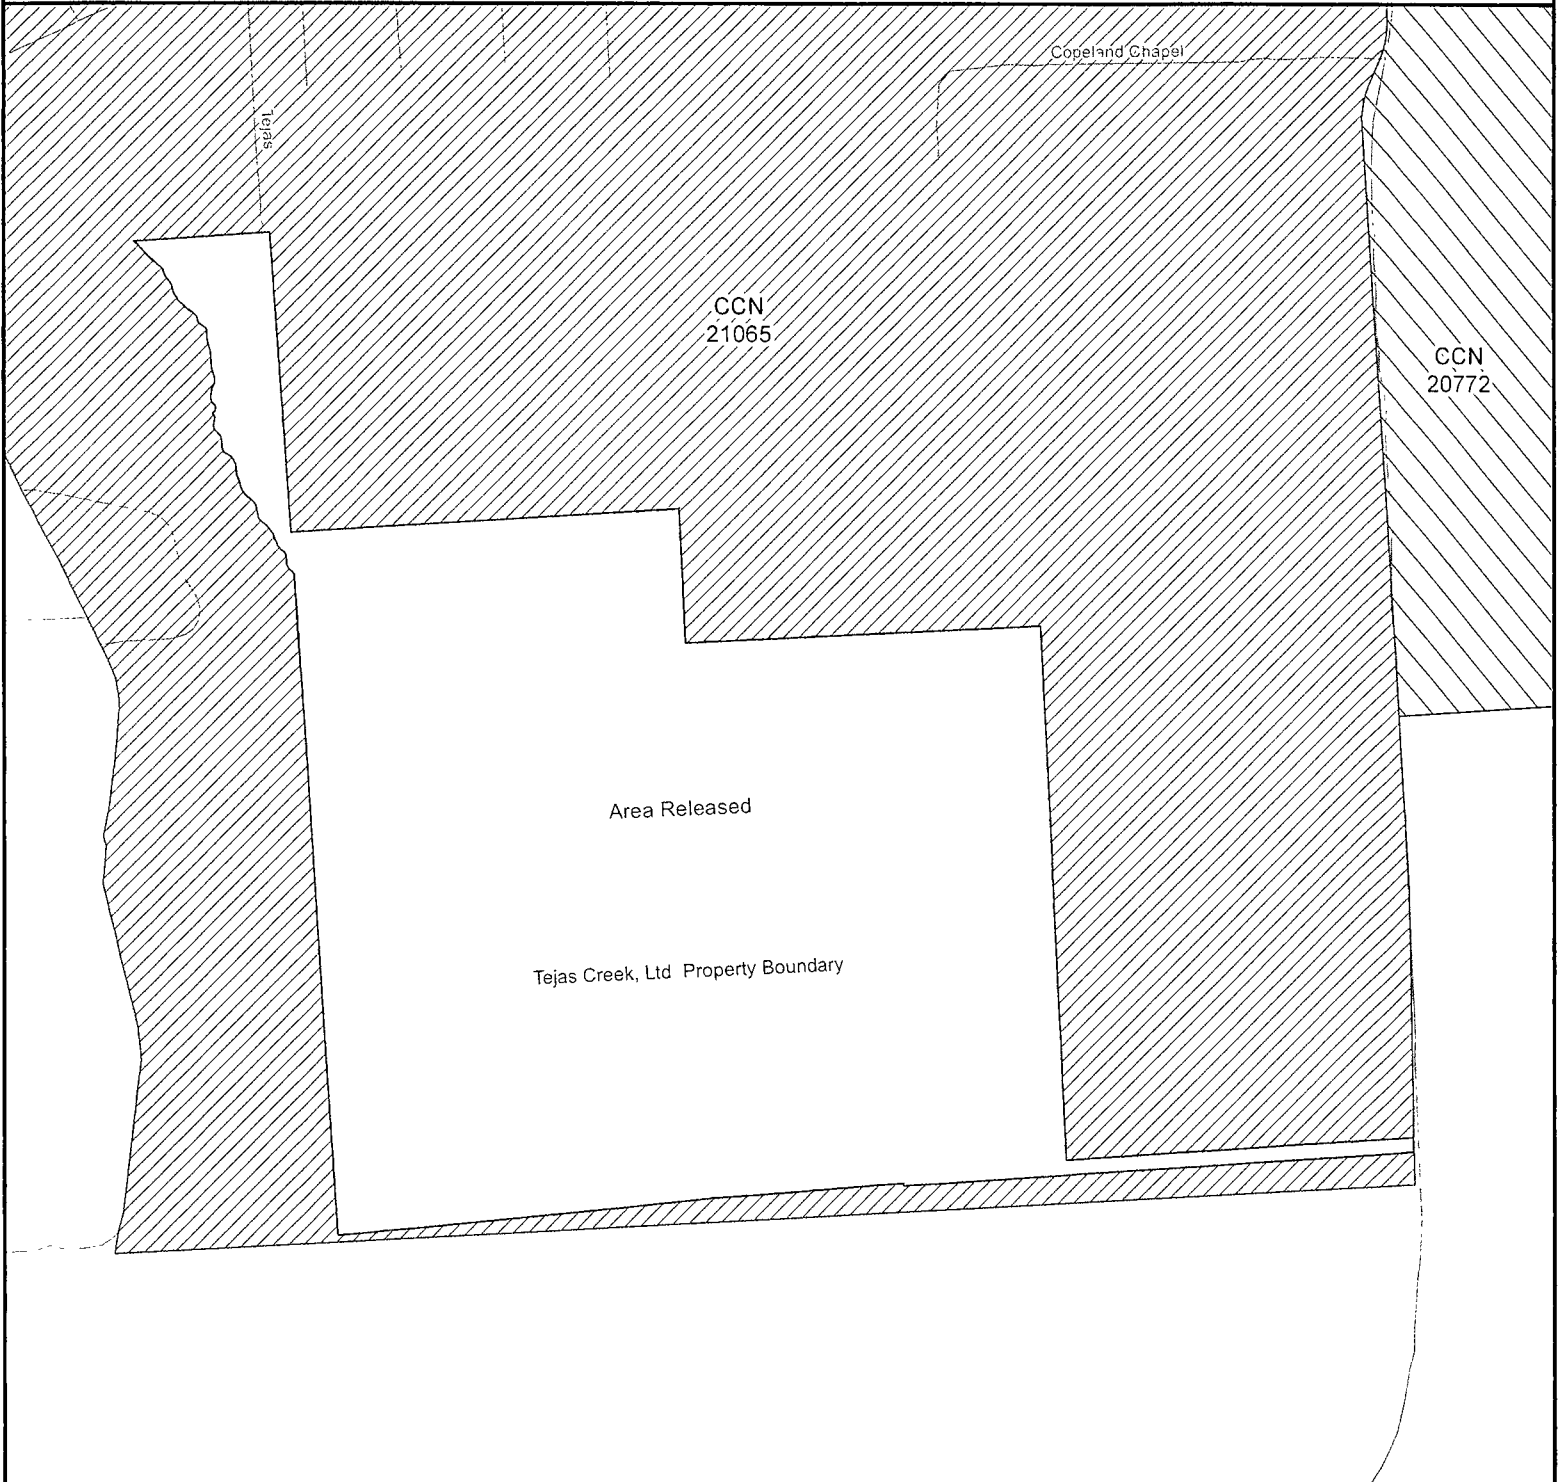 Copeland Chapel
Tejas
CCN
21065
CCN
20772
Area Released
Tejas Creek, Ltd Property Boundary